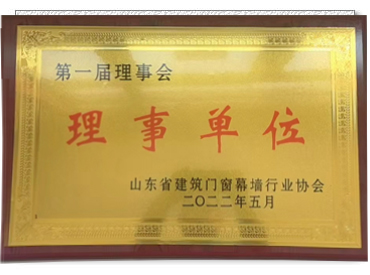 第一届理事会
理事单位
山东省建筑门窗幕墙行业协会
二〇二二年五月